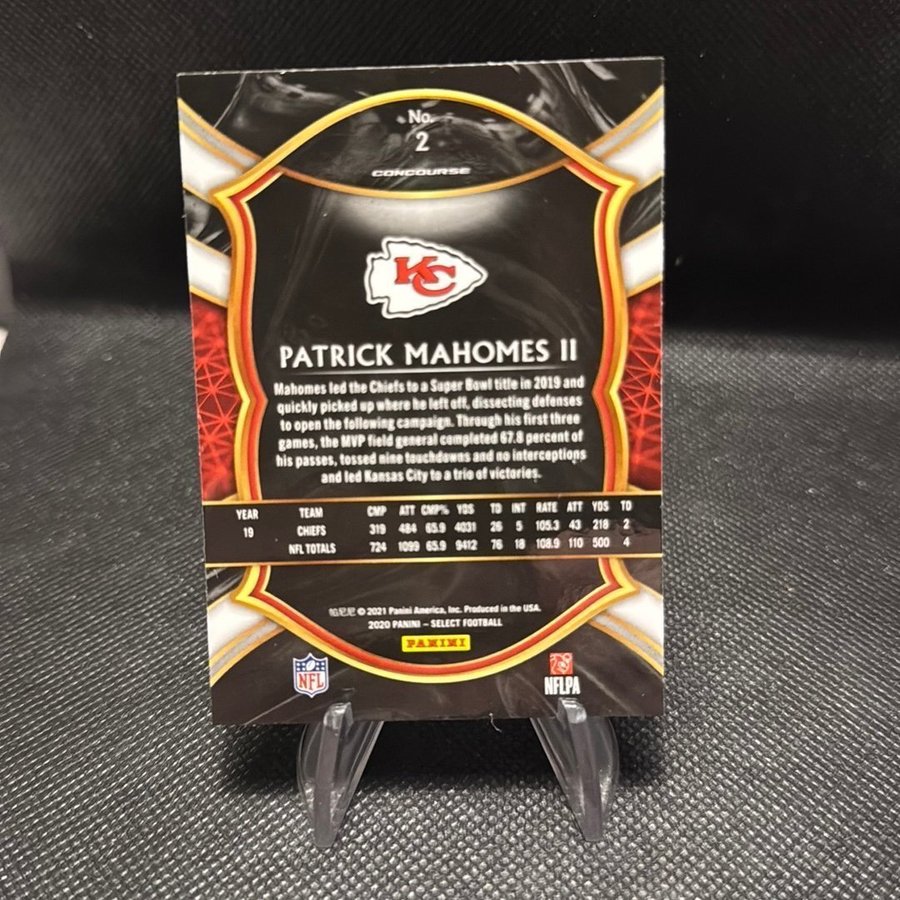 No.
2
CONCOURSE
KC
PATRICK MAHOMES II
Mahomes led the Chiefs to a Super Bowl title in 2019 and
quickly picked up where he left off, dissecting defenses
to open the following campaign. Through his first three
games, the MVP field general completed 67.9 percent of
his passes, tossed nine touchdowns and no interceptions
and led Kansas City to a trio of victories.
YEAR TEAM CMP ATT CMP% YDS TD INT RATE ATT YDS TD
19 CHIEFS 319 484 65.9 4031 26 5 105.3 43 218 2
NFL TOTALS 724 1099 65.9 9412 76 18 108.9 110 500 4
帕尼尼 © 2021 Panini America, Inc. Produced in the USA.
2020 PANINI – SELECT FOOTBALL
PANINI
NFL
NFLPA